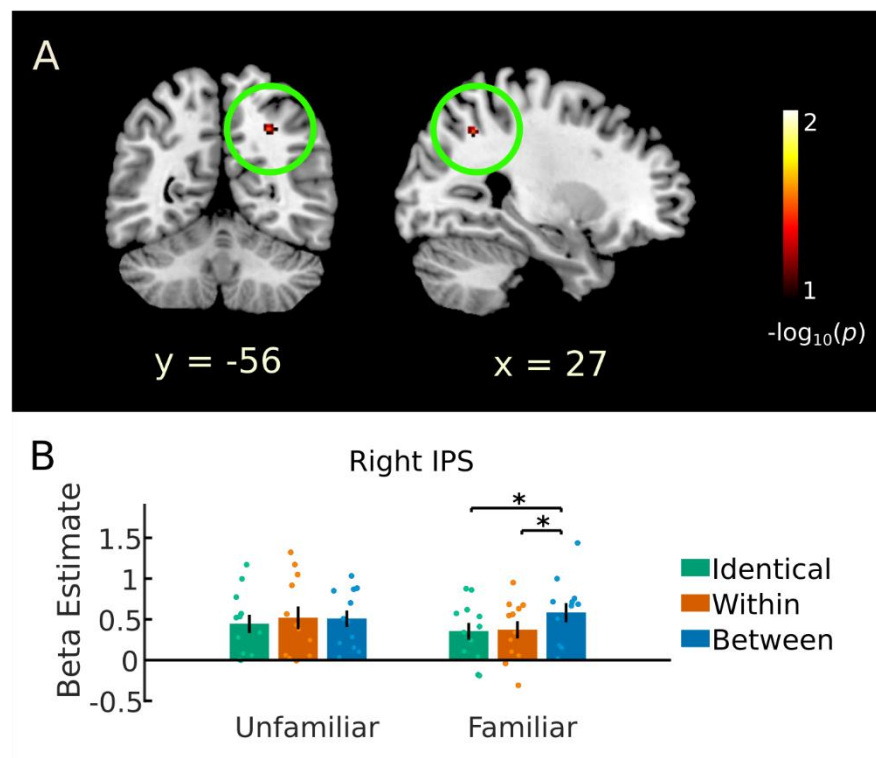 A
2
1
-log10(p)
y = -56
x = 27
B
Right IPS
Beta Estimate
1.5
1
0.5
0
-0.5
*
*
Identical
Within
Between
Unfamiliar
Familiar